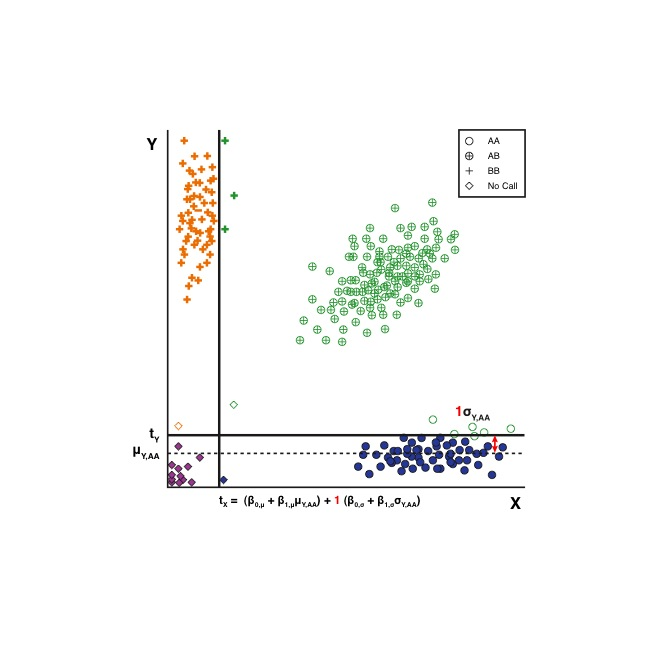 Y
AA
AB
BB
No Call
1σY,AA
tY
μY,AA
tX = (β0,μ + β1,μμY,AA) + 1 (β0,σ + β1,σσY,AA)
X